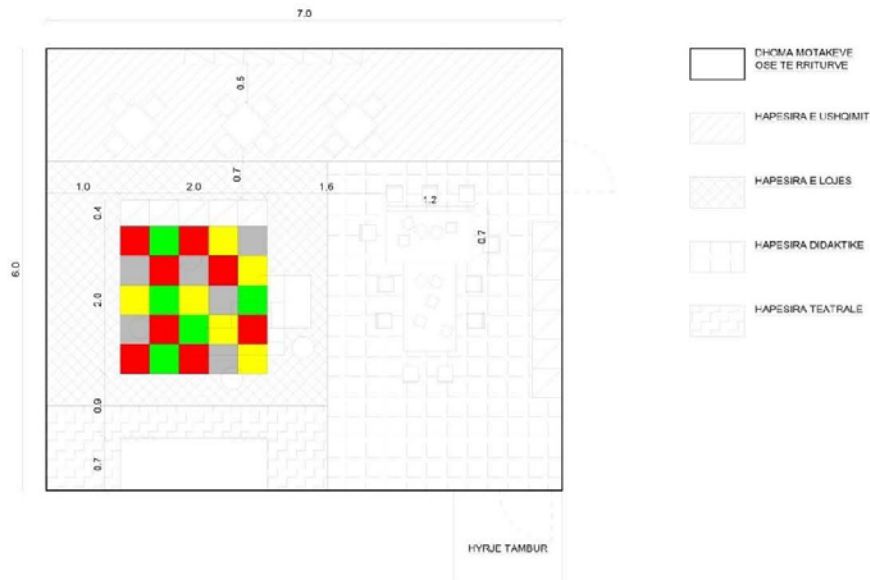 7.0
DHOMA MOTAKEVE
OSE TE RRITURVE
0.5
HAPESIRA E USHQIMIT
0.7
1.0
2.0
1.6
HAPESIRA E LOJES
1.2
0.4
0.7
HAPESIRA DIDAKTIKE
6.0
2.0
HAPESIRA TEATRALE
0.9
0.7
HYRJE TAMBUR